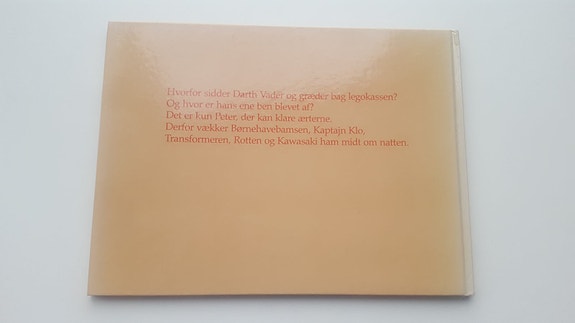 Hvorfor sidder Darth Vader og græder bag legokassen?
Og hvor er hans ene ben blevet af?
Det er kun Peter, der kan klare ærterne.
Derfor vækker Børnehavebamsen, Kaptajn Klo,
Transformeren, Rotten og Kawasaki ham midt om natten.